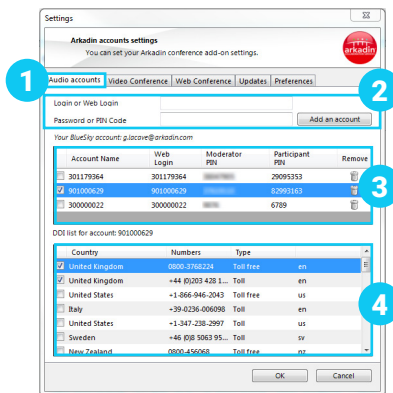 Settings
Arkadin accounts settings
You can set your Arkadin conference add-on settings.
arkadin
1
Audio accounts Video Conference Web Conference Updates Preferences
2
Login or Web Login
Password or PIN Code Add an account
Your BlueSky account: g.lacave@arkadin.com
Account Name Web Login Moderator PIN Participant PIN Remove
301179364 301179364 29095353
901000629 901000629 82993163
3
300000022 300000022 6789
DDI list for account: 901000629
Country Numbers Type
United Kingdom 0800-3768224 Toll free en
United Kingdom +44 (0)203 428 1... Toll en
United States +1-866-946-2043 Toll free us
Italy +39-0236-006098 Toll en
4
United States +1-347-238-2997 Toll us
Sweden +46 (0)8 5063 95... Toll sv
New Zealand 0800-456068 Toll free nz
OK Cancel